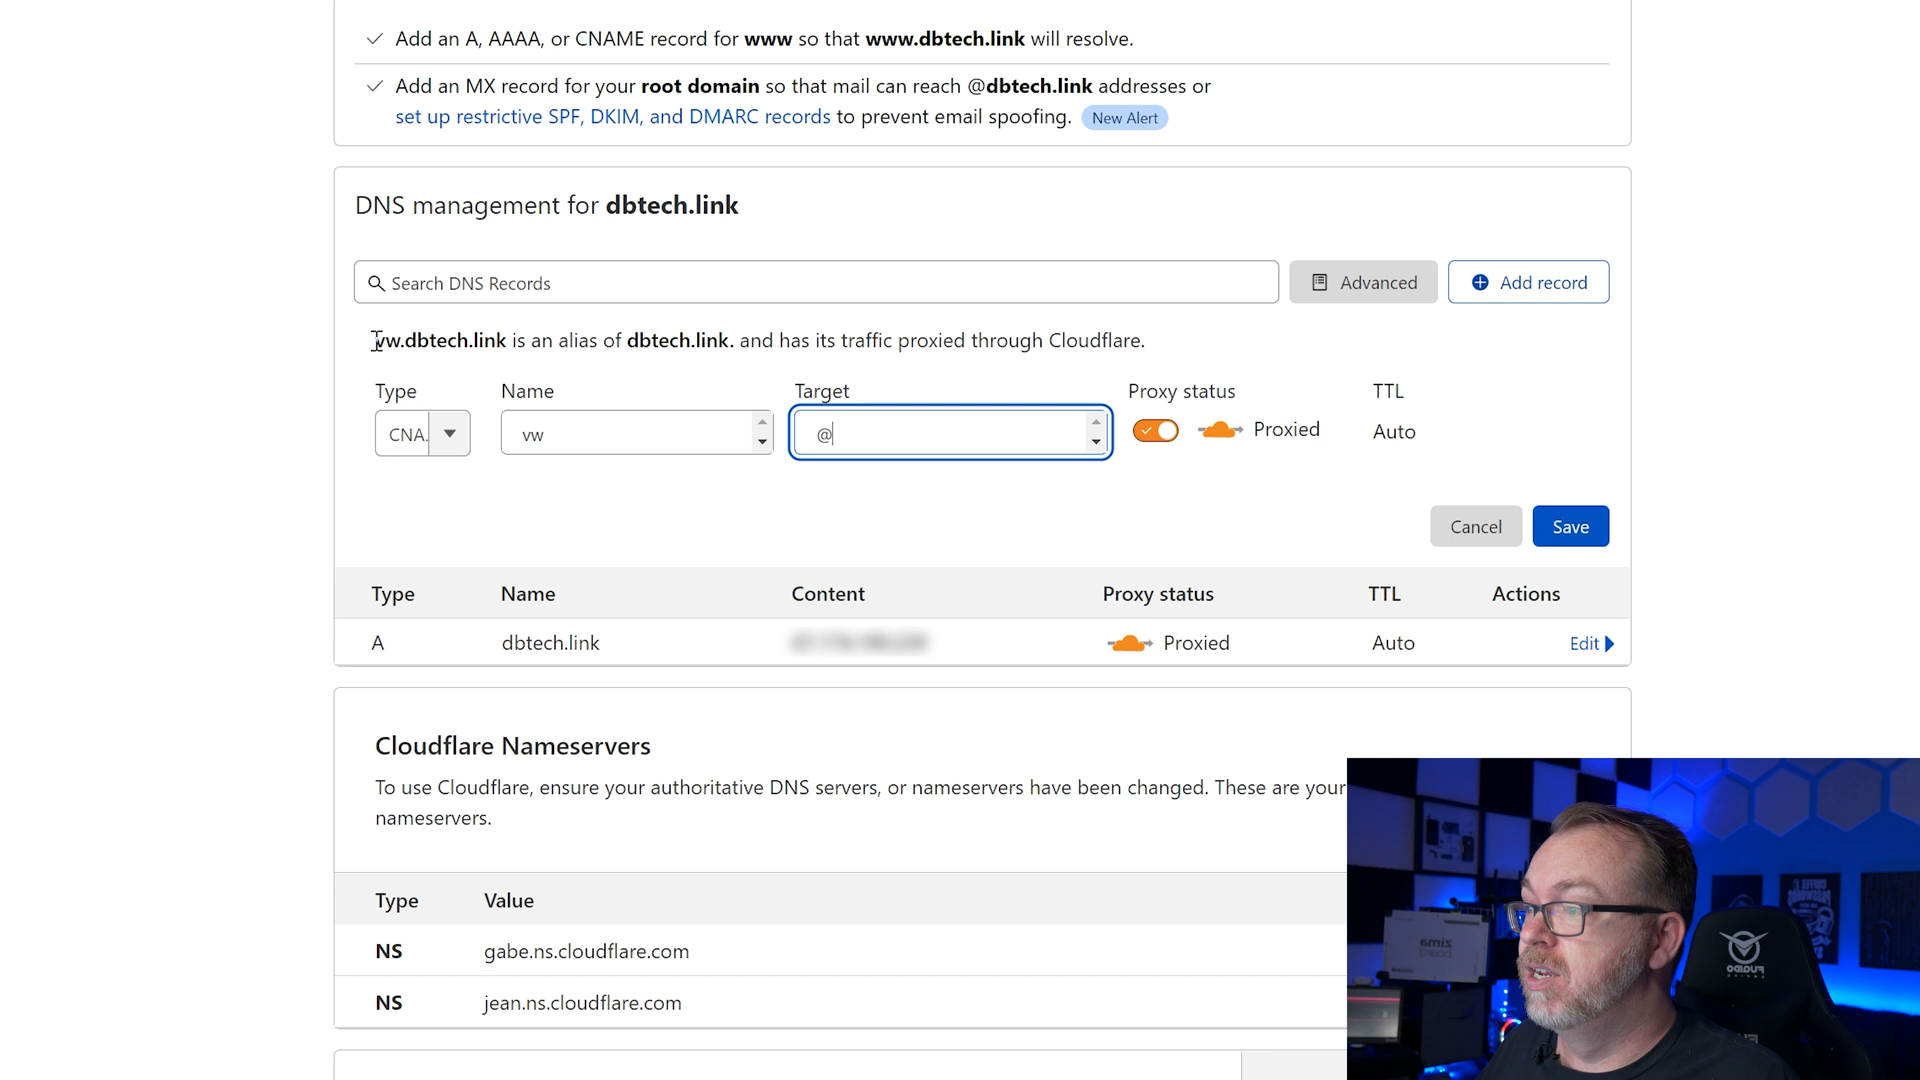 Add an A, AAAA, or CNAME record for www so that www.dbtech.link will resolve.
Add an MX record for your root domain so that mail can reach @dbtech.link addresses or
set up restrictive SPF, DKIM, and DMARC records to prevent email spoofing. New Alert
DNS management for dbtech.link
Search DNS Records
Advanced
Add record
vw.dbtech.link is an alias of dbtech.link. and has its traffic proxied through Cloudflare.
Type Name Target Proxy status TTL
CNA. vw @ Proxied Auto
Cancel Save
Type Name Content Proxy status TTL Actions
A dbtech.link Proxied Auto Edit
Cloudflare Nameservers
To use Cloudflare, ensure your authoritative DNS servers, or nameservers have been changed. These are your
nameservers.
Type Value
NS gabe.ns.cloudflare.com
NS jean.ns.cloudflare.com
zima
board